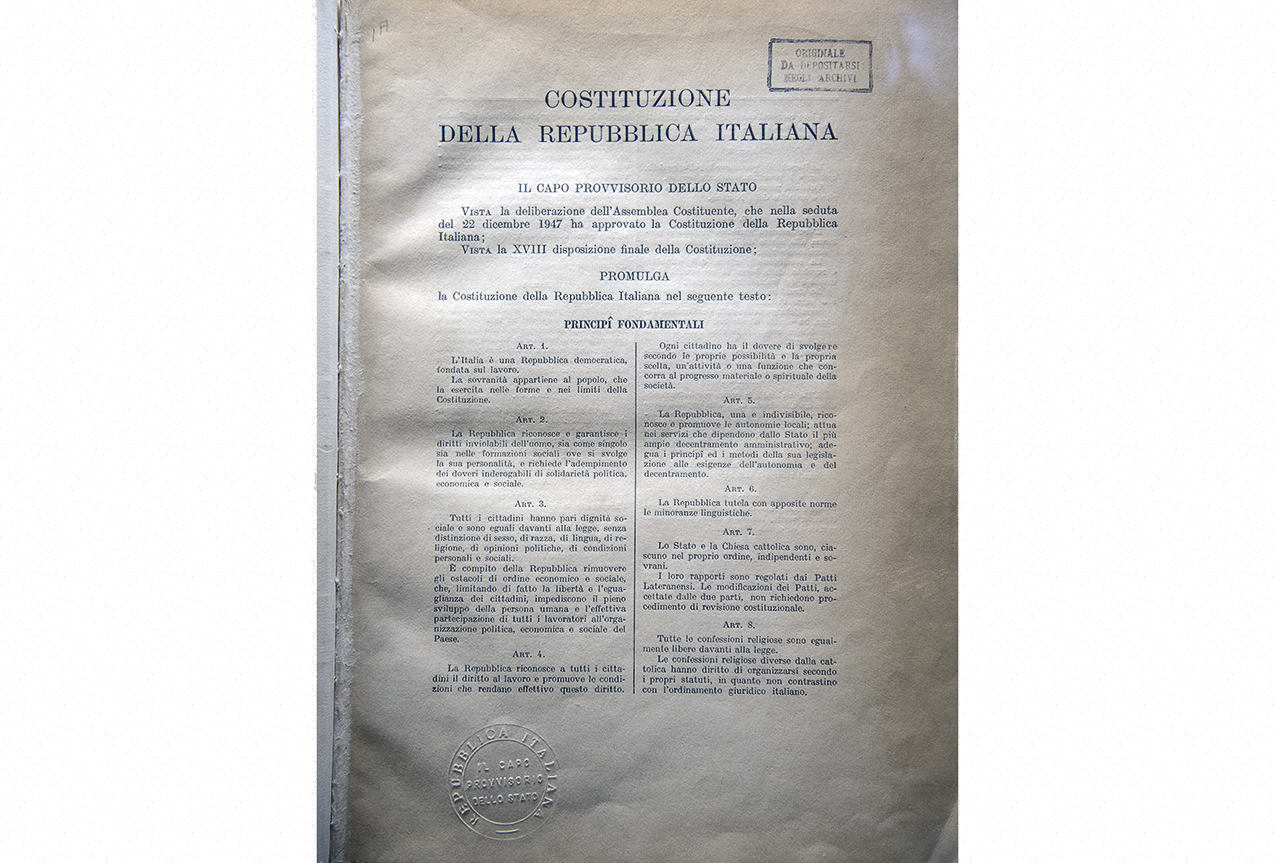 1A
ORIGINALE
DA DEPOSITARSI
NEGLI ARCHIVI
COSTITUZIONE
DELLA REPUBBLICA ITALIANA
IL CAPO PROVVISORIO DELLO STATO
VISTA la deliberazione dell'Assemblea Costituente, che nella seduta
del 22 dicembre 1947 ha approvato la Costituzione della Repubblica
Italiana;
VISTA la XVIII disposizione finale della Costituzione;
PROMULGA
la Costituzione della Repubblica Italiana nel seguente testo:
PRINCIPÎ FONDAMENTALI
ART. 1.
L'Italia è una Repubblica democratica,
fondata sul lavoro.
La sovranità appartiene al popolo, che
la esercita nelle forme e nei limiti della
Costituzione.
ART. 2.
La Repubblica riconosce e garantisce i
diritti inviolabili dell'uomo, sia come singolo
sia nelle formazioni sociali ove si svolge
la sua personalità, e richiede l'adempimento
dei doveri inderogabili di solidarietà politica,
economica e sociale.
ART. 3.
Tutti i cittadini hanno pari dignità so-
ciale e sono eguali davanti alla legge, senza
distinzione di sesso, di razza, di lingua, di re-
ligione, di opinioni politiche, di condizioni
personali e sociali.
È compito della Repubblica rimuovere
gli ostacoli di ordine economico e sociale,
che, limitando di fatto la libertà e l'egua-
glianza dei cittadini, impediscono il pieno
sviluppo della persona umana e l'effettiva
partecipazione di tutti i lavoratori all'orga-
nizzazione politica, economica e sociale del
Paese.
ART. 4.
La Repubblica riconosce a tutti i citta-
dini il diritto al lavoro e promuove le condi-
zioni che rendano effettivo questo diritto.
Ogni cittadino ha il dovere di svolgere
secondo le proprie possibilità e la propria
scelta, un'attività o una funzione che con-
corra al progresso materiale o spirituale della
società.
ART. 5.
La Repubblica, una e indivisibile, rico-
nosce e promuove le autonomie locali; attua
nei servizi che dipendono dallo Stato il più
ampio decentramento amministrativo; ade-
gua i principî ed i metodi della sua legisla-
zione alle esigenze dell'autonomia e del
decentramento.
ART. 6.
La Repubblica tutela con apposite norme
le minoranze linguistiche.
ART. 7.
Lo Stato e la Chiesa cattolica sono, cia-
scuno nel proprio ordine, indipendenti e so-
vrani.
I loro rapporti sono regolati dai Patti
Lateranensi. Le modificazioni dei Patti, ac-
cettate dalle due parti, non richiedono pro-
cedimento di revisione costituzionale.
ART. 8.
Tutte le confessioni religiose sono egual-
mente libere davanti alla legge.
Le confessioni religiose diverse dalla cat-
tolica hanno diritto di organizzarsi secondo
i propri statuti, in quanto non contrastino
con l'ordinamento giuridico italiano.
REPUBBLICA ITALIANA
IL CAPO
PROVVISORIO
DELLO STATO